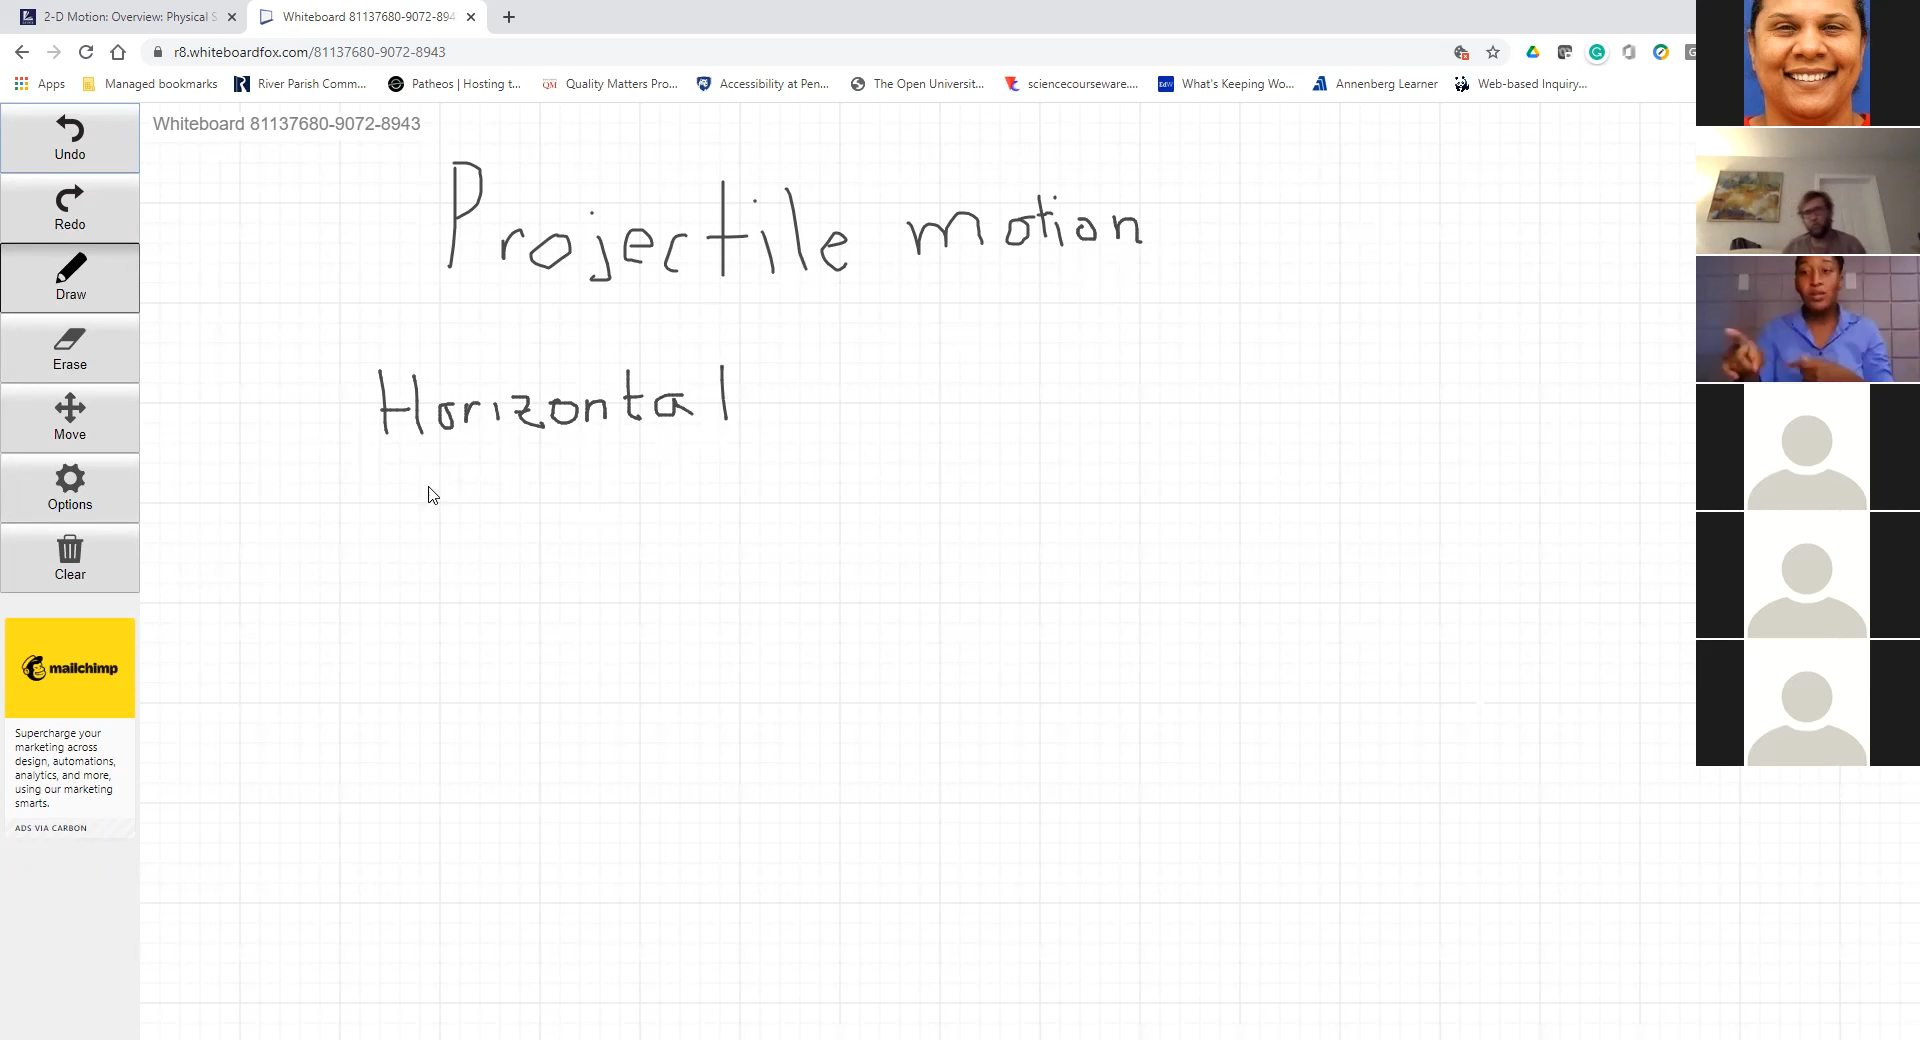 2-D Motion: Overview: Physical S
Whiteboard 81137680-9072-894
r8.whiteboardfox.com/81137680-9072-8943
Apps Managed bookmarks River Parish Comm... Patheos | Hosting t... QM Quality Matters Pro... Accessibility at Pen... The Open Universit... sciencecourseware.... EdW What's Keeping Wo... Annenberg Learner Web-based Inquiry...
Whiteboard 81137680-9072-8943
Undo
Redo
Draw
Erase
Move
Options
Clear
Projectile motion
Horizontal
mailchimp
Supercharge your
marketing across
design, automations,
analytics, and more,
using our marketing
smarts.
ADS VIA CARBON